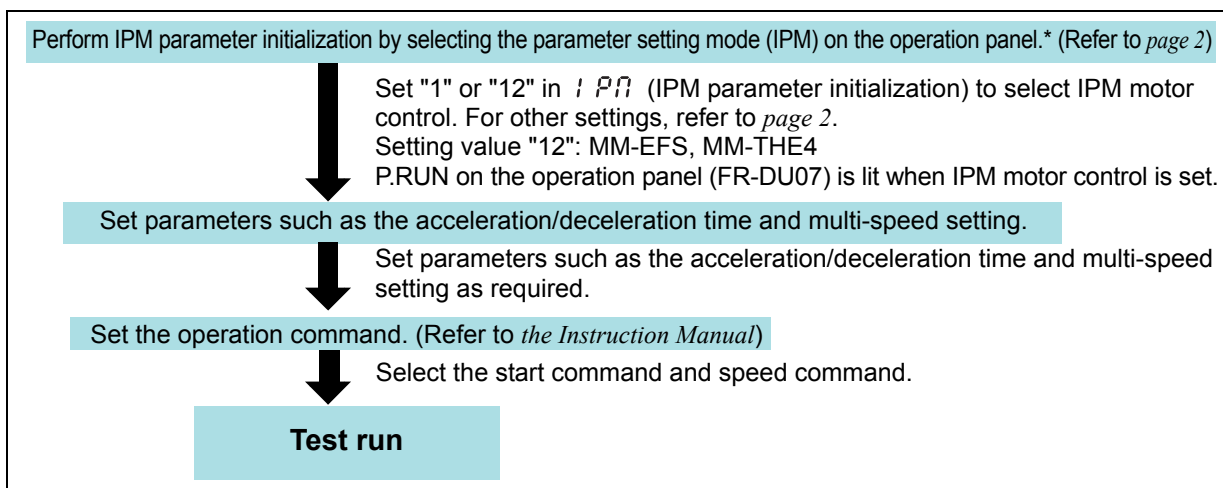 Perform IPM parameter initialization by selecting the parameter setting mode (IPM) on the operation panel.* (Refer to page 2)
Set "1" or "12" in IPM (IPM parameter initialization) to select IPM motor
control. For other settings, refer to page 2.
Setting value "12": MM-EFS, MM-THE4
P.RUN on the operation panel (FR-DU07) is lit when IPM motor control is set.
Set parameters such as the acceleration/deceleration time and multi-speed setting.
Set parameters such as the acceleration/deceleration time and multi-speed
setting as required.
Set the operation command. (Refer to the Instruction Manual)
Select the start command and speed command.
Test run